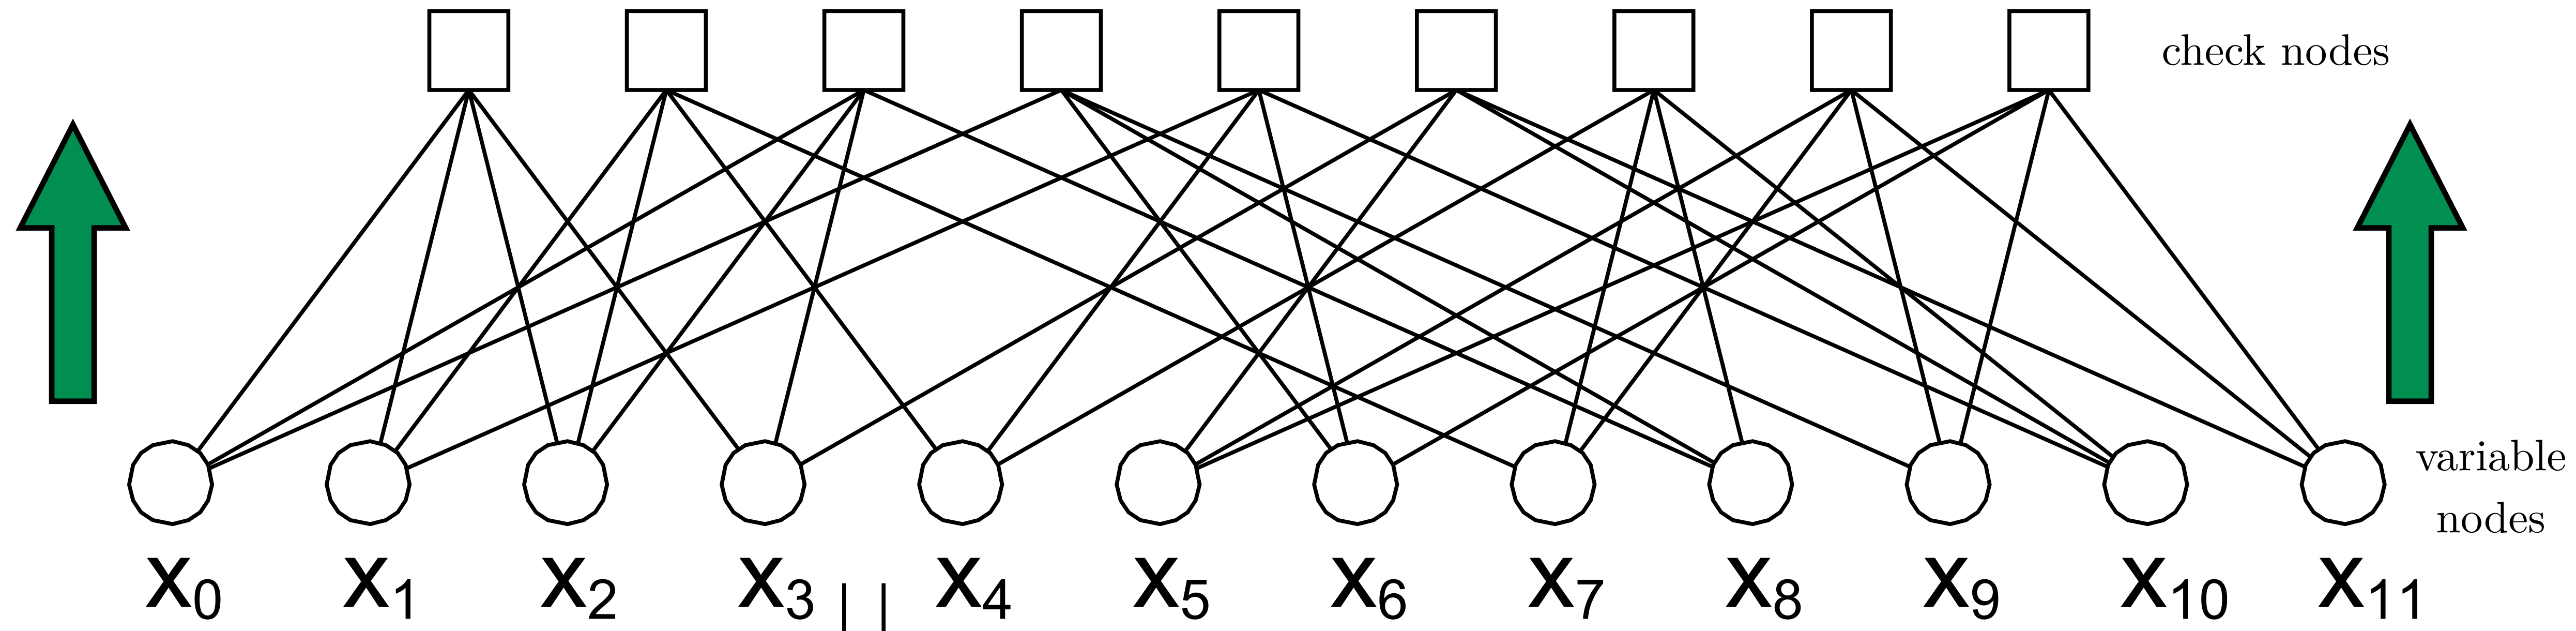 check nodes
variable
nodes
x₀ x₁ x₂ x₃ x₄ x₅ x₆ x₇ x₈ x₉ x₁₀ x₁₁